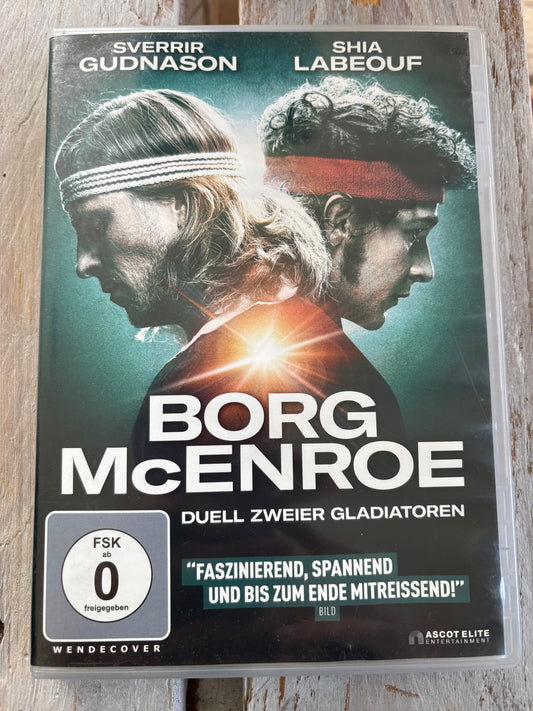 SVERRIR
GUDNASON
SHIA
LABEOUF
BORG
McENROE
DUELL ZWEIER GLADIATOREN
FSK
ab
0
freigegeben
WENDECOVER
“FASZINIEREND, SPANNEND
UND BIS ZUM ENDE MITREISSEND!”
BILD
ASCOT ELITE
ENTERTAINMENT